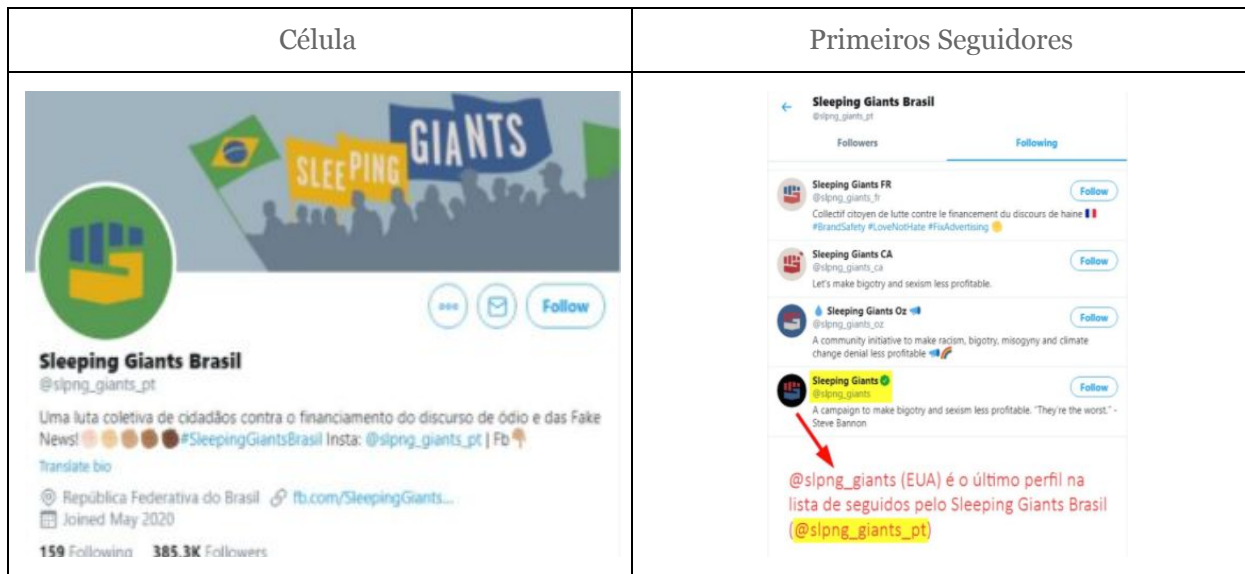 Célula
Primeiros Seguidores
SLEEPING
GIANTS
Follow
Sleeping Giants Brasil
@slpng_giants_pt
Uma luta coletiva de cidadãos contra o financiamento do discurso de ódio e das Fake
News! #SleepingGiantsBrasil Insta: @slpng_giants_pt | Fb
Translate bio
República Federativa do Brasil fb.com/SleepingGiants...
Joined May 2020
159 Following 385.3K Followers
Sleeping Giants Brasil
@slpng_giants_pt
Followers
Following
Sleeping Giants FR
@slpng_giants_fr
Follow
Collectif citoyen de lutte contre le financement du discours de haine
#BrandSafety #LoveNotHate #FixAdvertising
Sleeping Giants CA
@slpng_giants_ca
Follow
Let's make bigotry and sexism less profitable.
Sleeping Giants Oz
@slpng_giants_oz
Follow
A community initiative to make racism, bigotry, misogyny and climate
change denial less profitable
Sleeping Giants
@slpng_giants
Follow
A campaign to make bigotry and sexism less profitable. "They're the worst." -
Steve Bannon
@slpng_giants (EUA) é o último perfil na
lista de seguidos pelo Sleeping Giants Brasil
(@slpng_giants_pt)